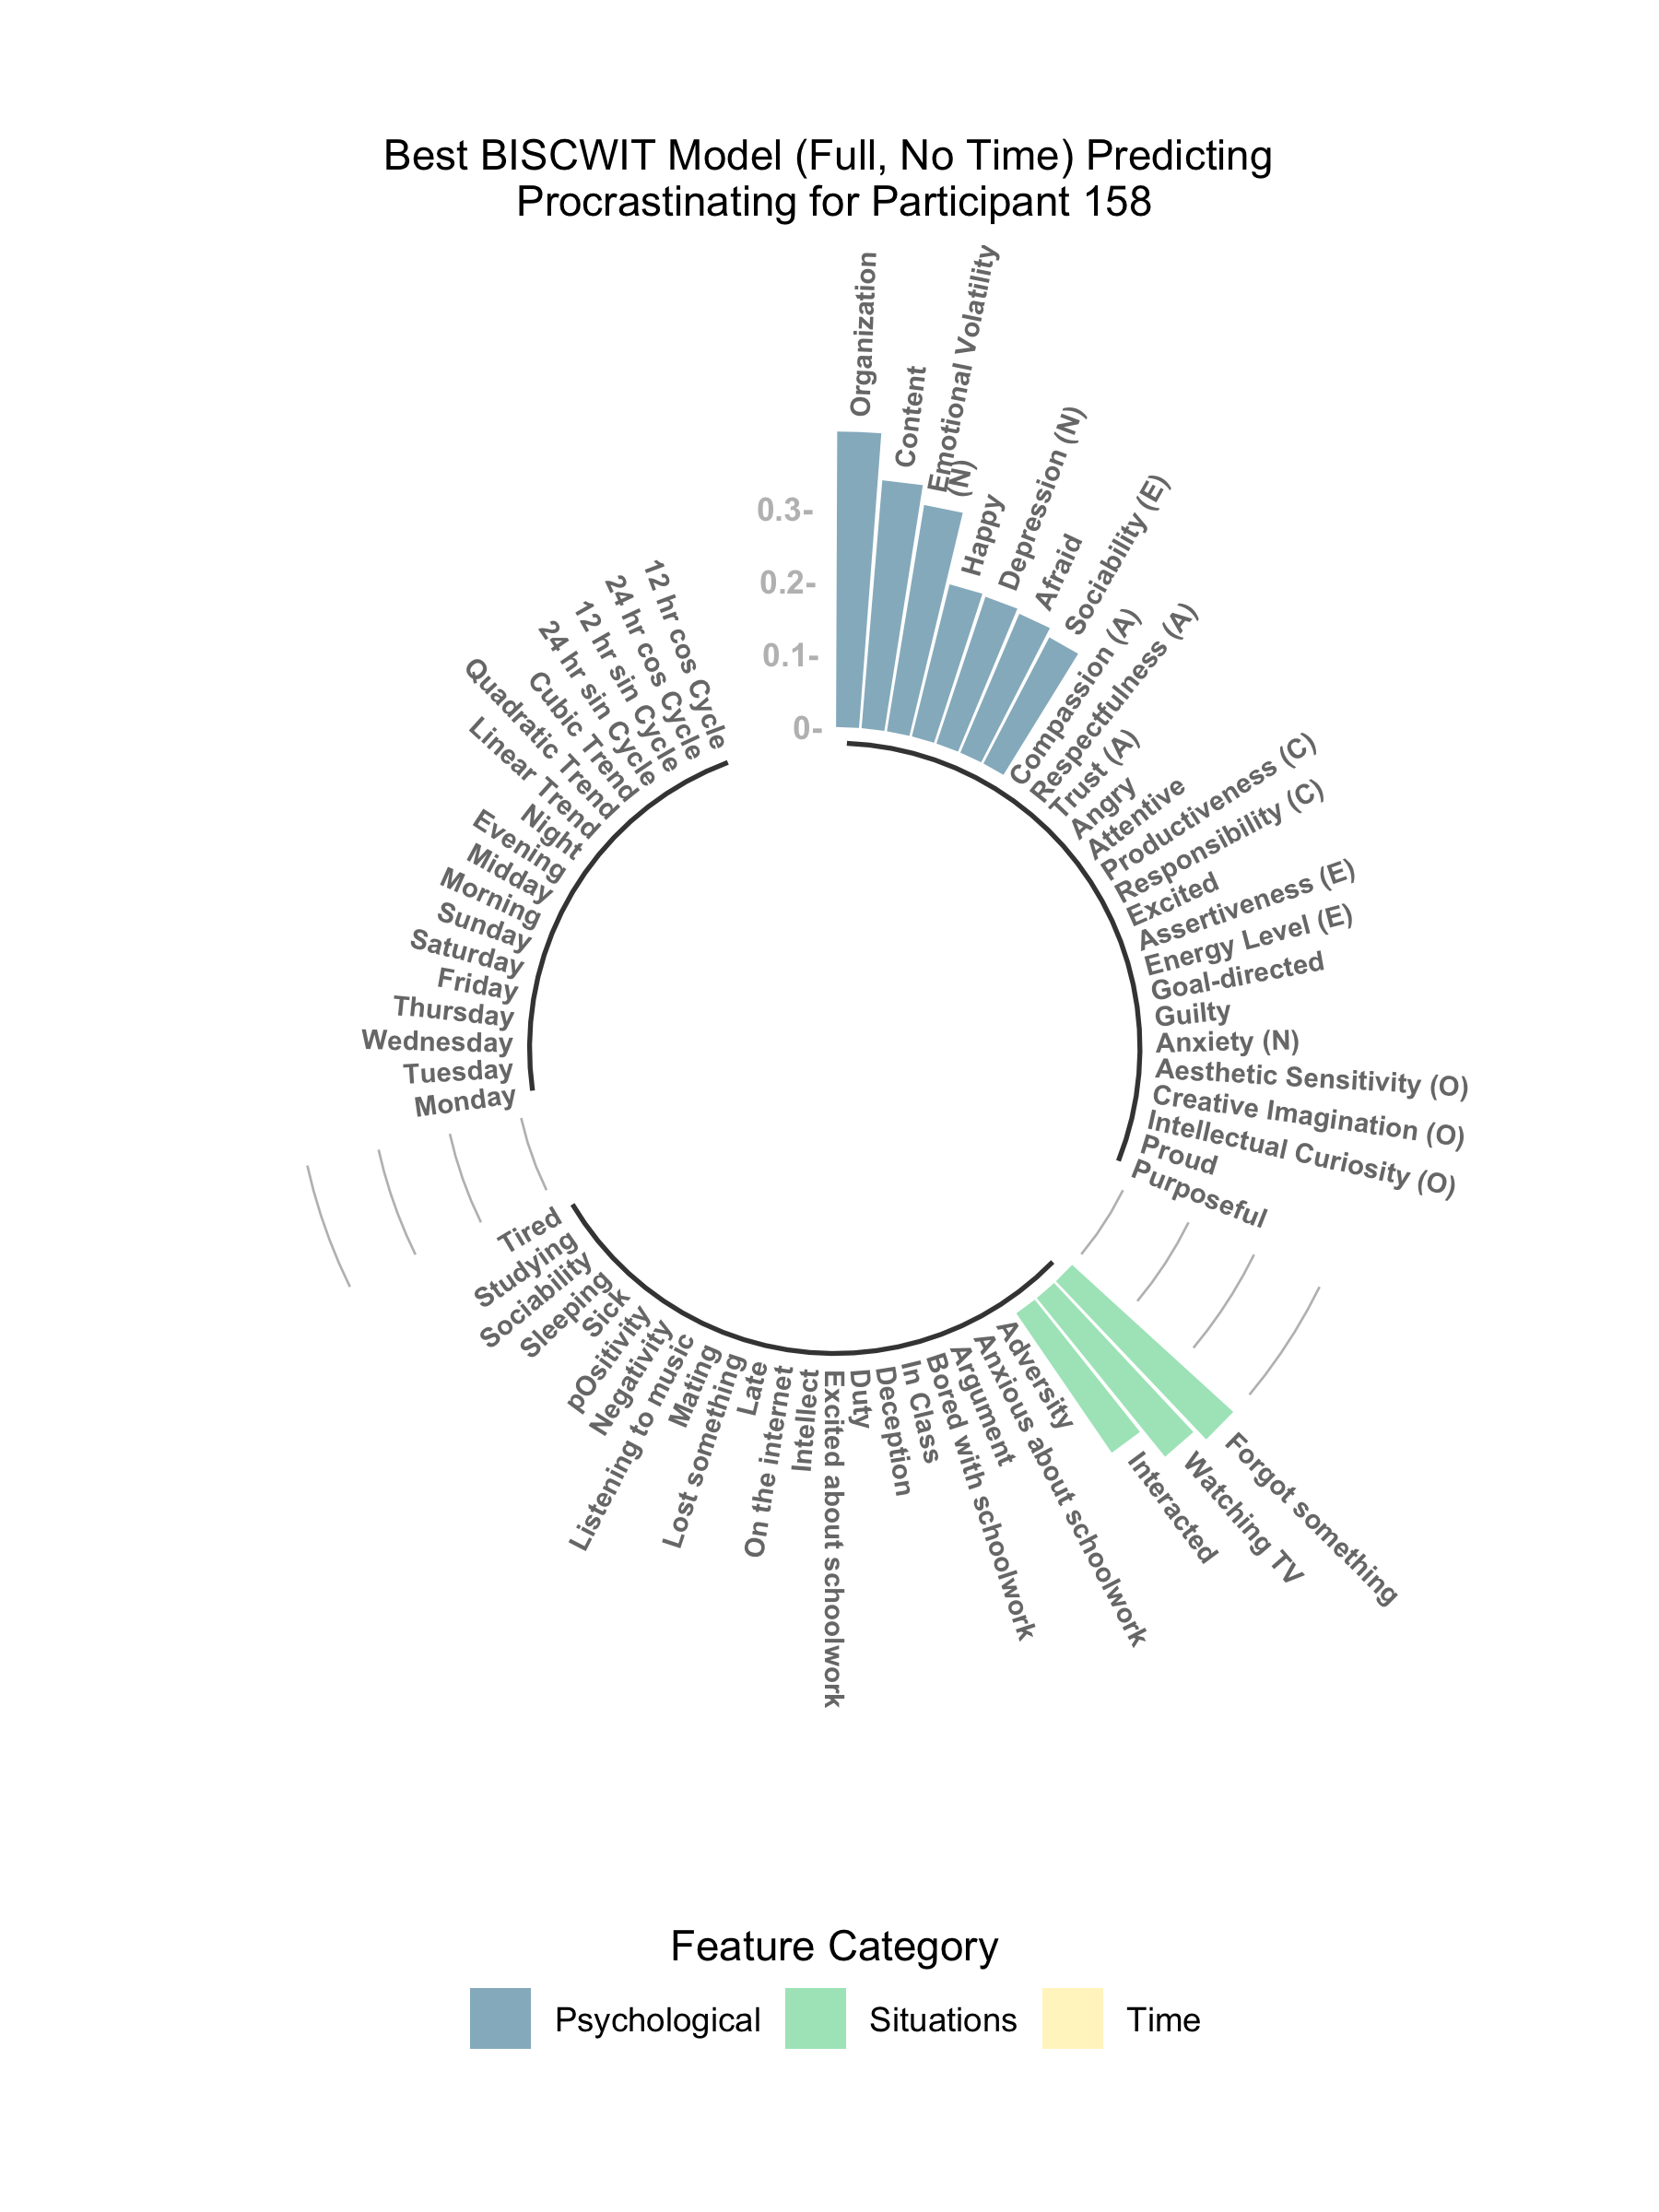 Best BISCWIT Model (Full, No Time) Predicting
Procrastinating for Participant 158
0.3-
0.2-
0.1-
0-
Organization
Content
Emotional Volatility
(N)
Happy
Depression (N)
Afraid
Sociability (E)
Compassion (A)
Respectfulness (A)
Trust (A)
Angry
Attentive
Productiveness (C)
Responsibility (C)
Excited
Assertiveness (E)
Energy Level (E)
Goal-directed
Guilty
Anxiety (N)
Aesthetic Sensitivity (O)
Creative Imagination (O)
Intellectual Curiosity (O)
Proud
Purposeful
Forgot something
Watching TV
Interacted
Adversity
Anxious about schoolwork
Argument
Bored with schoolwork
In Class
Deception
Duty
Excited about schoolwork
Intellect
On the internet
Late
Lost something
Mating
Listening to music
Negativity
pOsitivity
Sick
Sleeping
Sociability
Studying
Tired
Monday
Tuesday
Wednesday
Thursday
Friday
Saturday
Sunday
Morning
Midday
Evening
Night
Linear Trend
Quadratic Trend
Cubic Trend
24 hr sin Cycle
12 hr sin Cycle
24 hr cos Cycle
12 hr cos Cycle
Feature Category
Psychological
Situations
Time